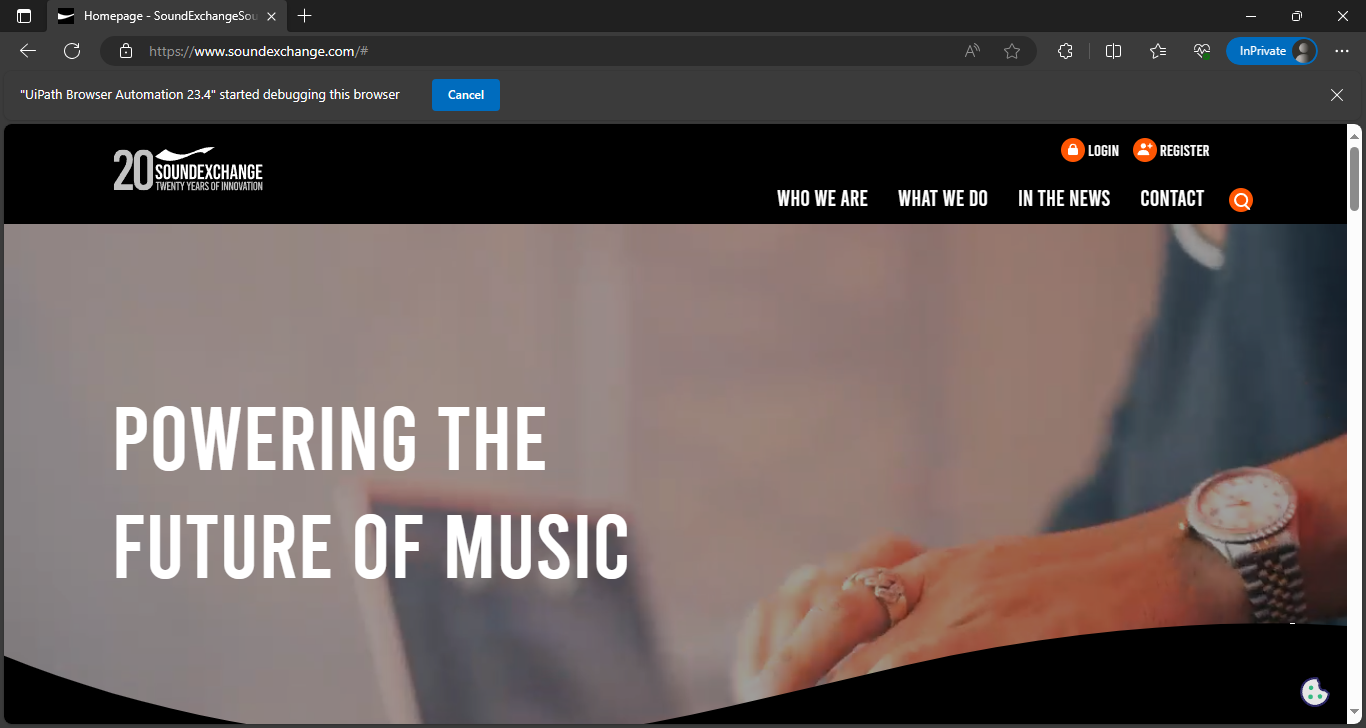 Homepage - SoundExchangeSou
https://www.soundexchange.com/#
InPrivate
"UiPath Browser Automation 23.4" started debugging this browser
Cancel
20 SOUNDEXCHANGE
TWENTY YEARS OF INNOVATION
LOGIN
REGISTER
WHO WE ARE
WHAT WE DO
IN THE NEWS
CONTACT
POWERING THE
FUTURE OF MUSIC